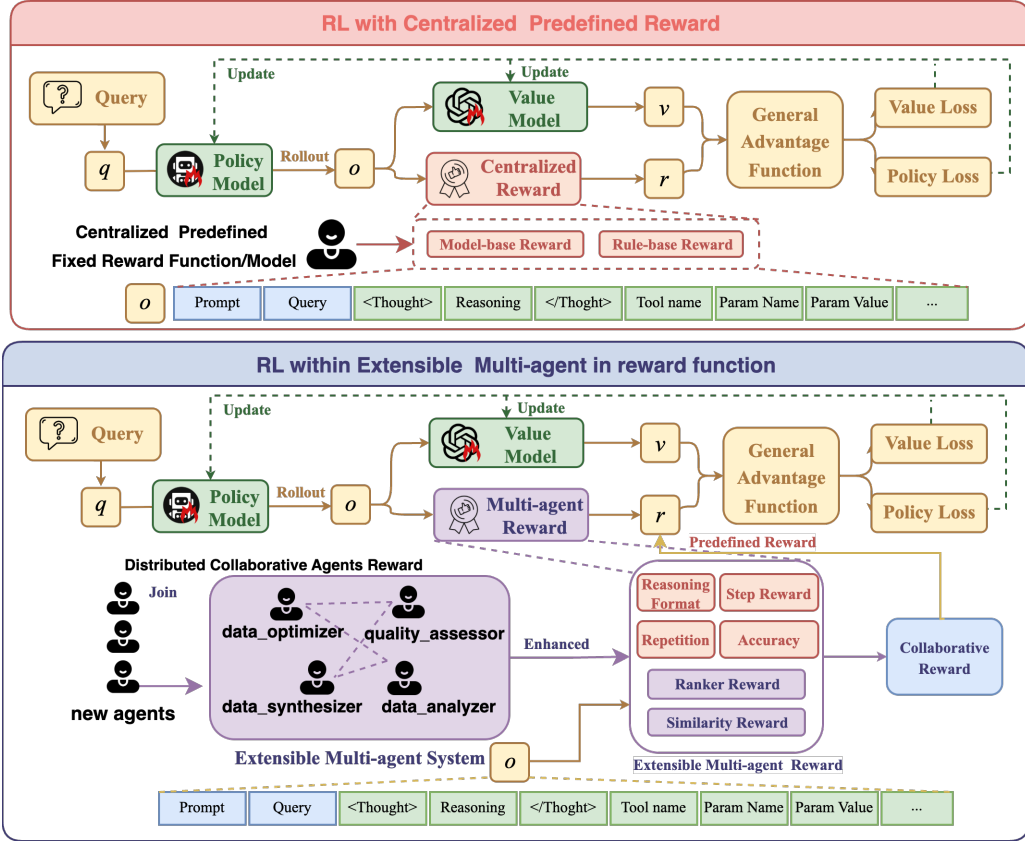 RL with Centralized Predefined Reward
Update
Update
Query
Value
Model
v
General
Advantage
Function
Value Loss
q
Policy
Model
Rollout
o
Centralized
Reward
r
Policy Loss
Centralized Predefined
Fixed Reward Function/Model
Model-base Reward
Rule-base Reward
o
Prompt
Query
<Thought>
Reasoning
</Thoght>
Tool name
Param Name
Param Value
...
RL within Extensible Multi-agent in reward function
Update
Update
Query
Value
Model
v
General
Advantage
Function
Value Loss
q
Policy
Model
Rollout
o
Multi-agent
Reward
r
Policy Loss
Predefined Reward
Distributed Collaborative Agents Reward
Join
data_optimizer
quality_assessor
data_synthesizer
data_analyzer
new agents
Enhanced
Reasoning
Format
Step Reward
Repetition
Accuracy
Ranker Reward
Similarity Reward
Collaborative
Reward
Extensible Multi-agent System
o
Extensible Multi-agent Reward
Prompt
Query
<Thought>
Reasoning
</Thoght>
Tool name
Param Name
Param Value
...